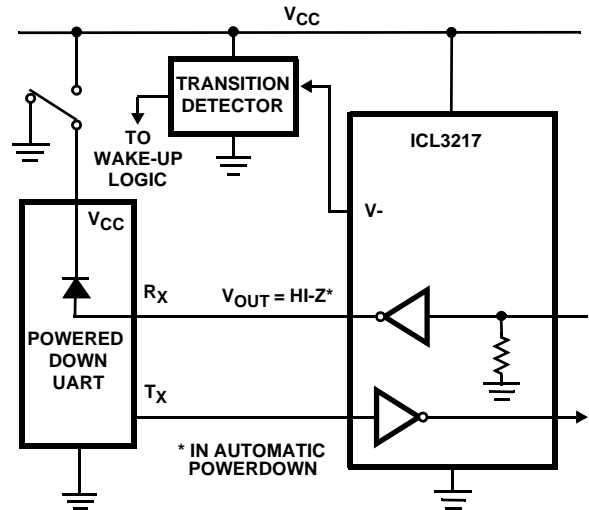 VCC
TRANSITION
DETECTOR
TO
WAKE-UP
LOGIC
ICL3217
VCC
V-
RX
VOUT = HI-Z*
POWERED
DOWN
UART
TX
* IN AUTOMATIC
POWERDOWN